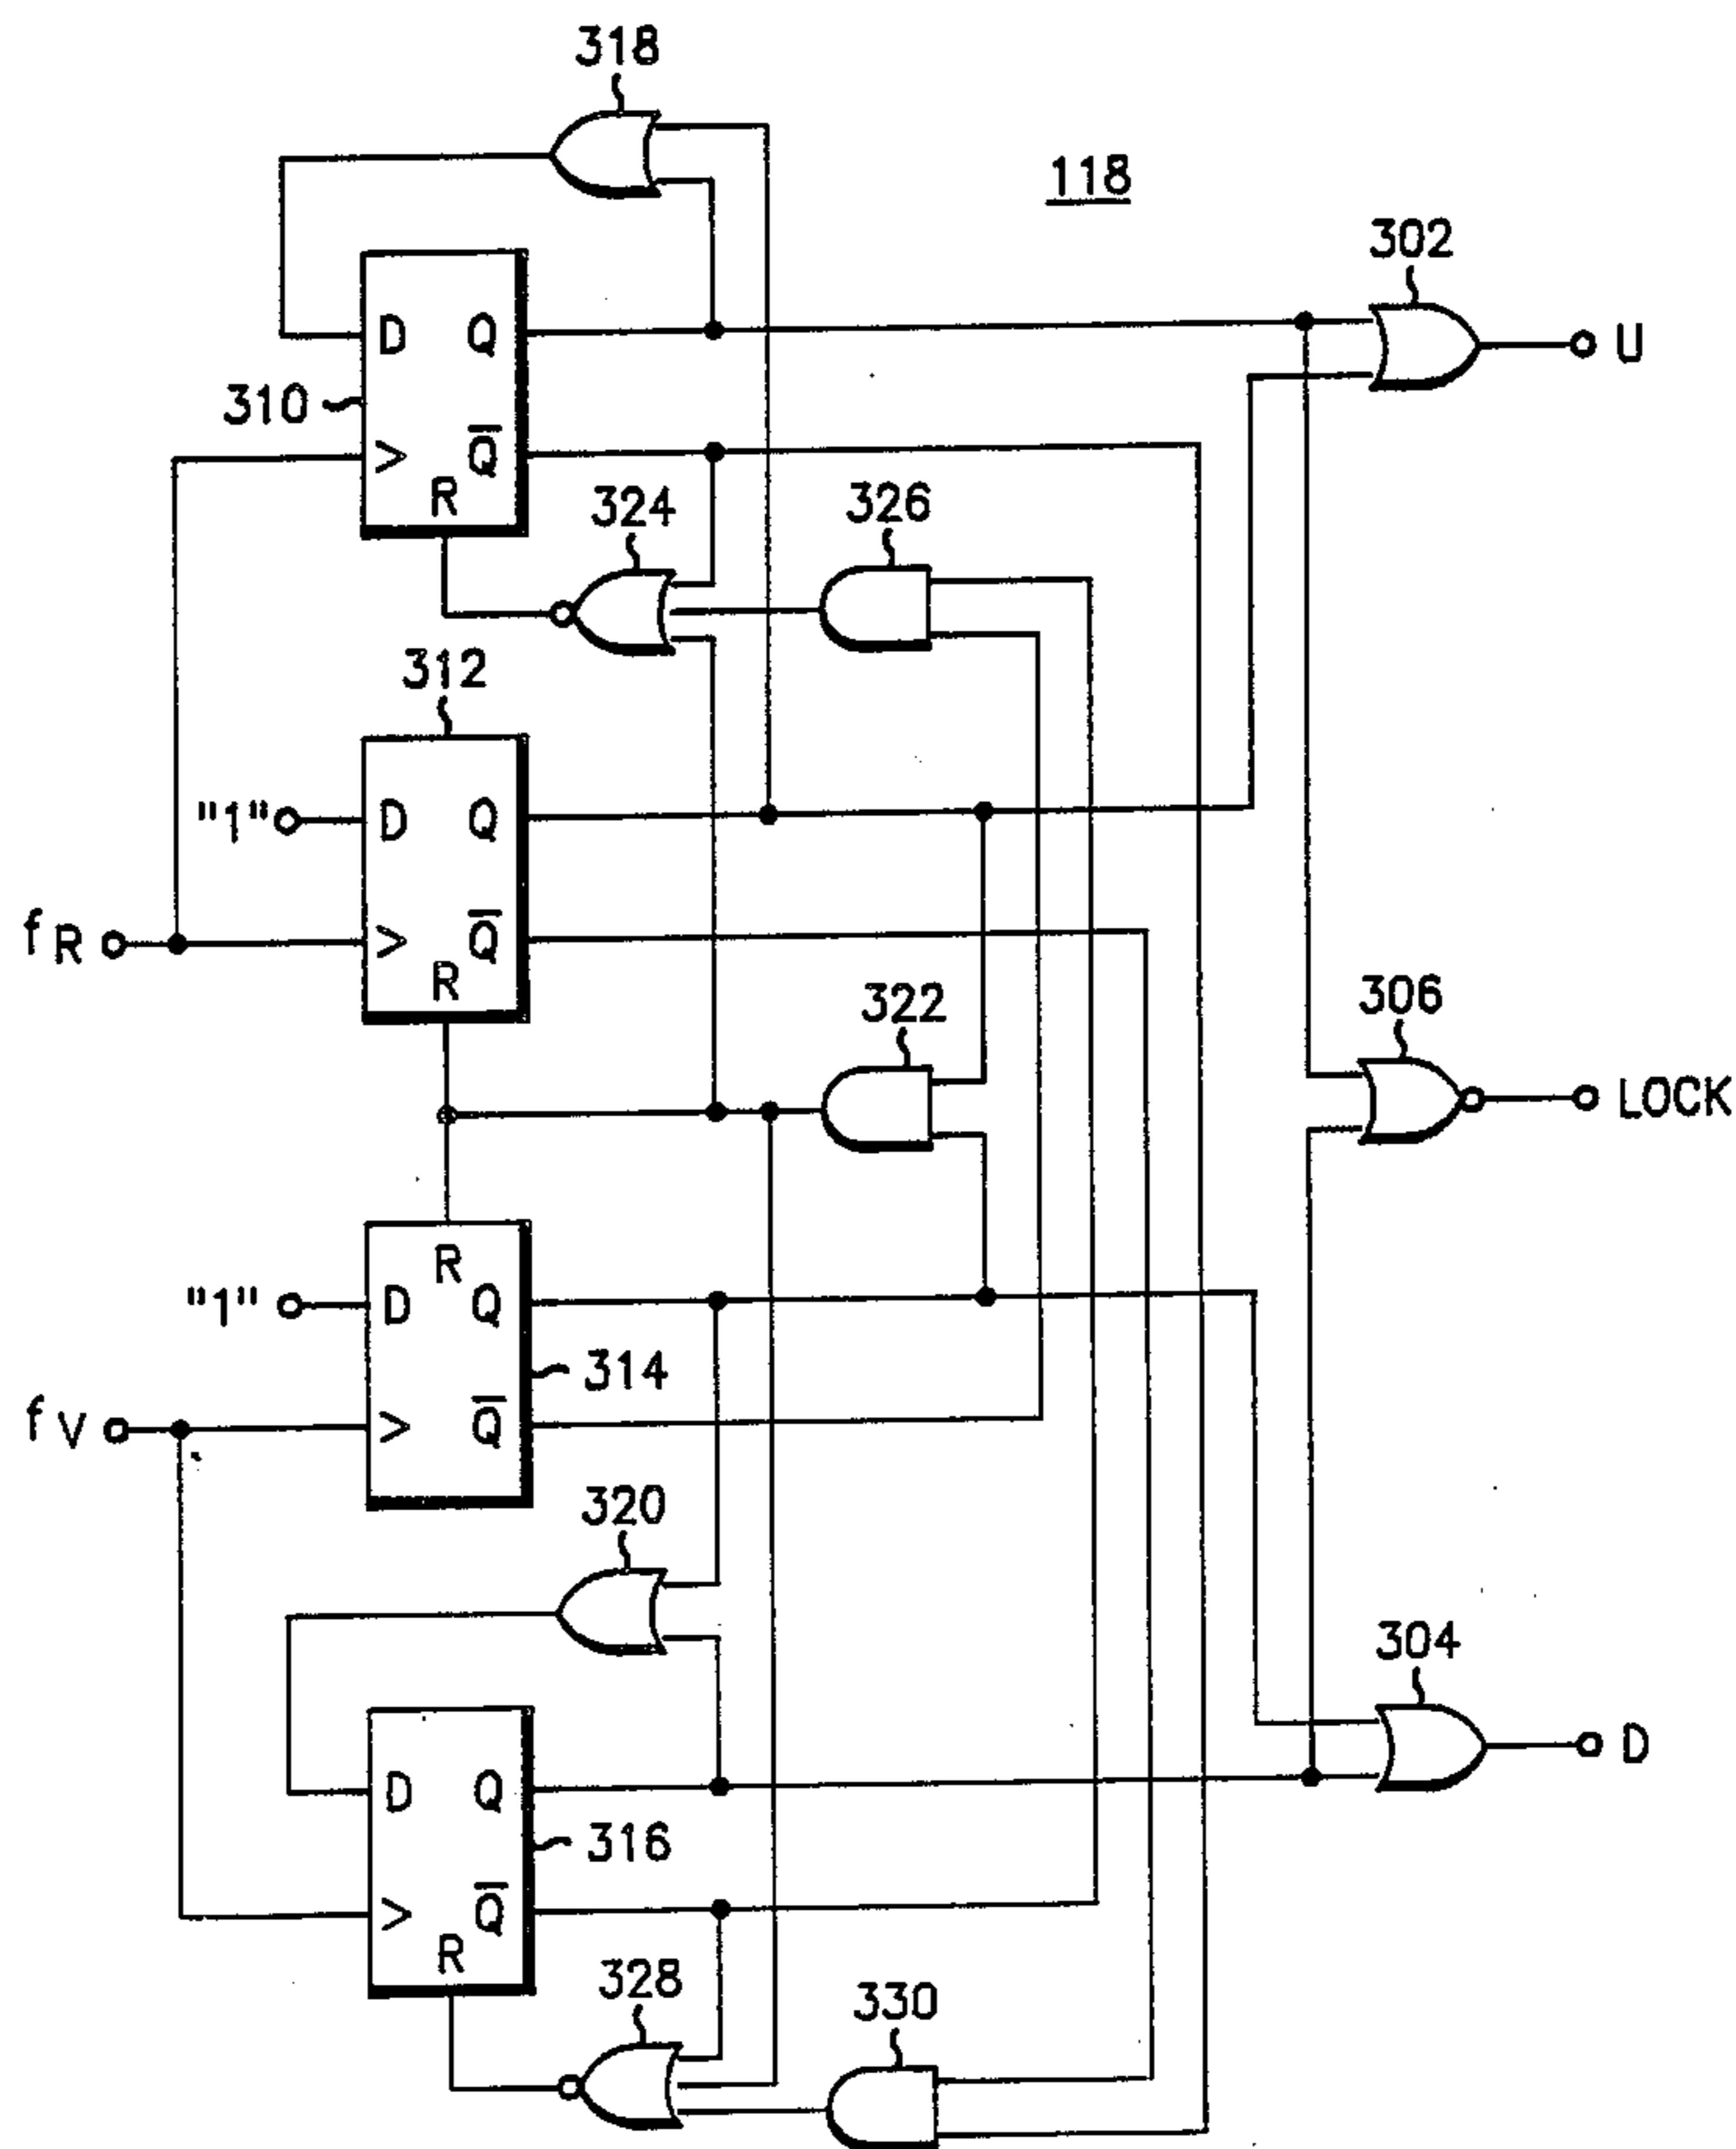 318
118
302
D Q
U
310
> Q̅
R
324
326
312
"1" D Q
f R > Q̅
R
322
306
LOCK
R
"1" D Q
314
f V > Q̅
320
304
D
D Q
316
> Q̅
R
328
330